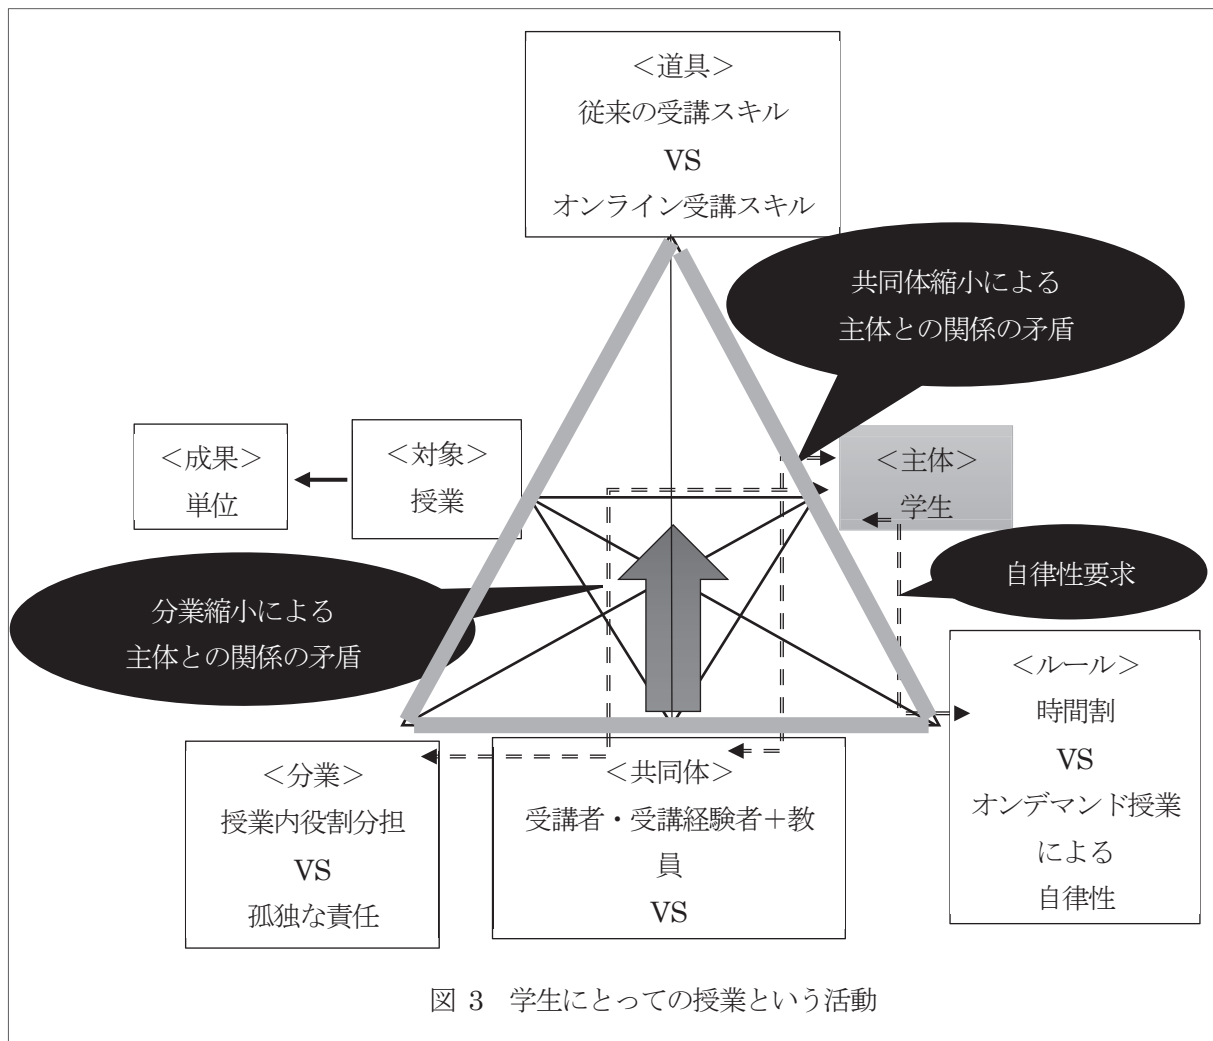 ＜道具＞
従来の受講スキル
VS
オンライン受講スキル
共同体縮小による
主体との関係の矛盾
＜成果＞
単位
＜対象＞
授業
＜主体＞
学生
分業縮小による
主体との関係の矛盾
自律性要求
＜分業＞
授業内役割分担
VS
孤独な責任
＜共同体＞
受講者・受講経験者＋教
員
VS
＜ルール＞
時間割
VS
オンデマンド授業
による
自律性
図 3　学生にとっての授業という活動